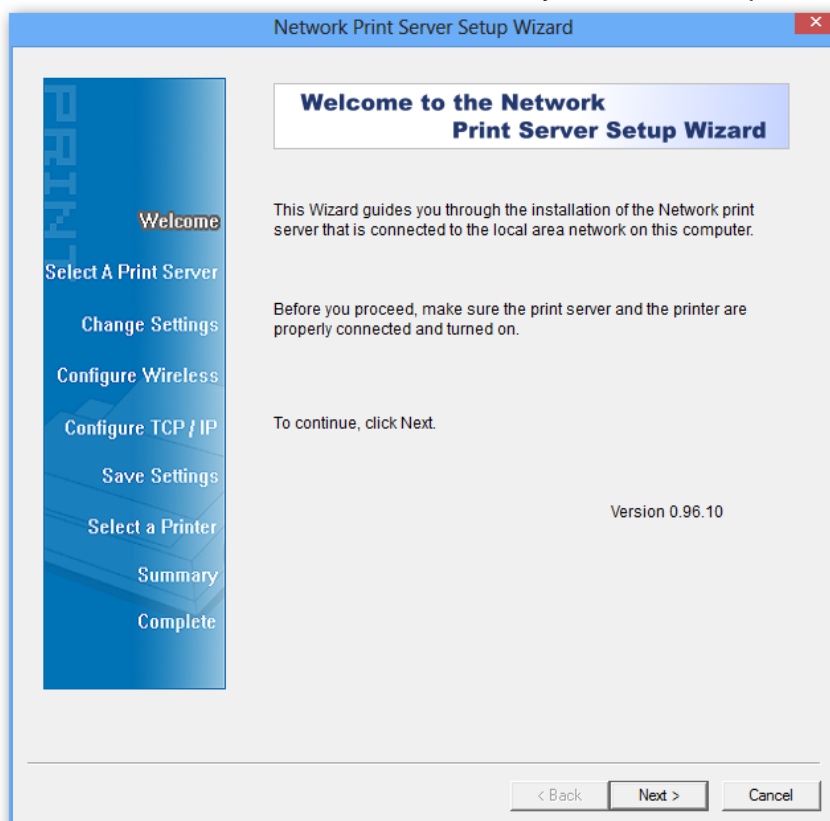 Network Print Server Setup Wizard
PRINT
Welcome
Select A Print Server
Change Settings
Configure Wireless
Configure TCP / IP
Save Settings
Select a Printer
Summary
Complete
Welcome to the Network
Print Server Setup Wizard
This Wizard guides you through the installation of the Network print
server that is connected to the local area network on this computer.
Before you proceed, make sure the print server and the printer are
properly connected and turned on.
To continue, click Next.
Version 0.96.10
< Back
Next >
Cancel